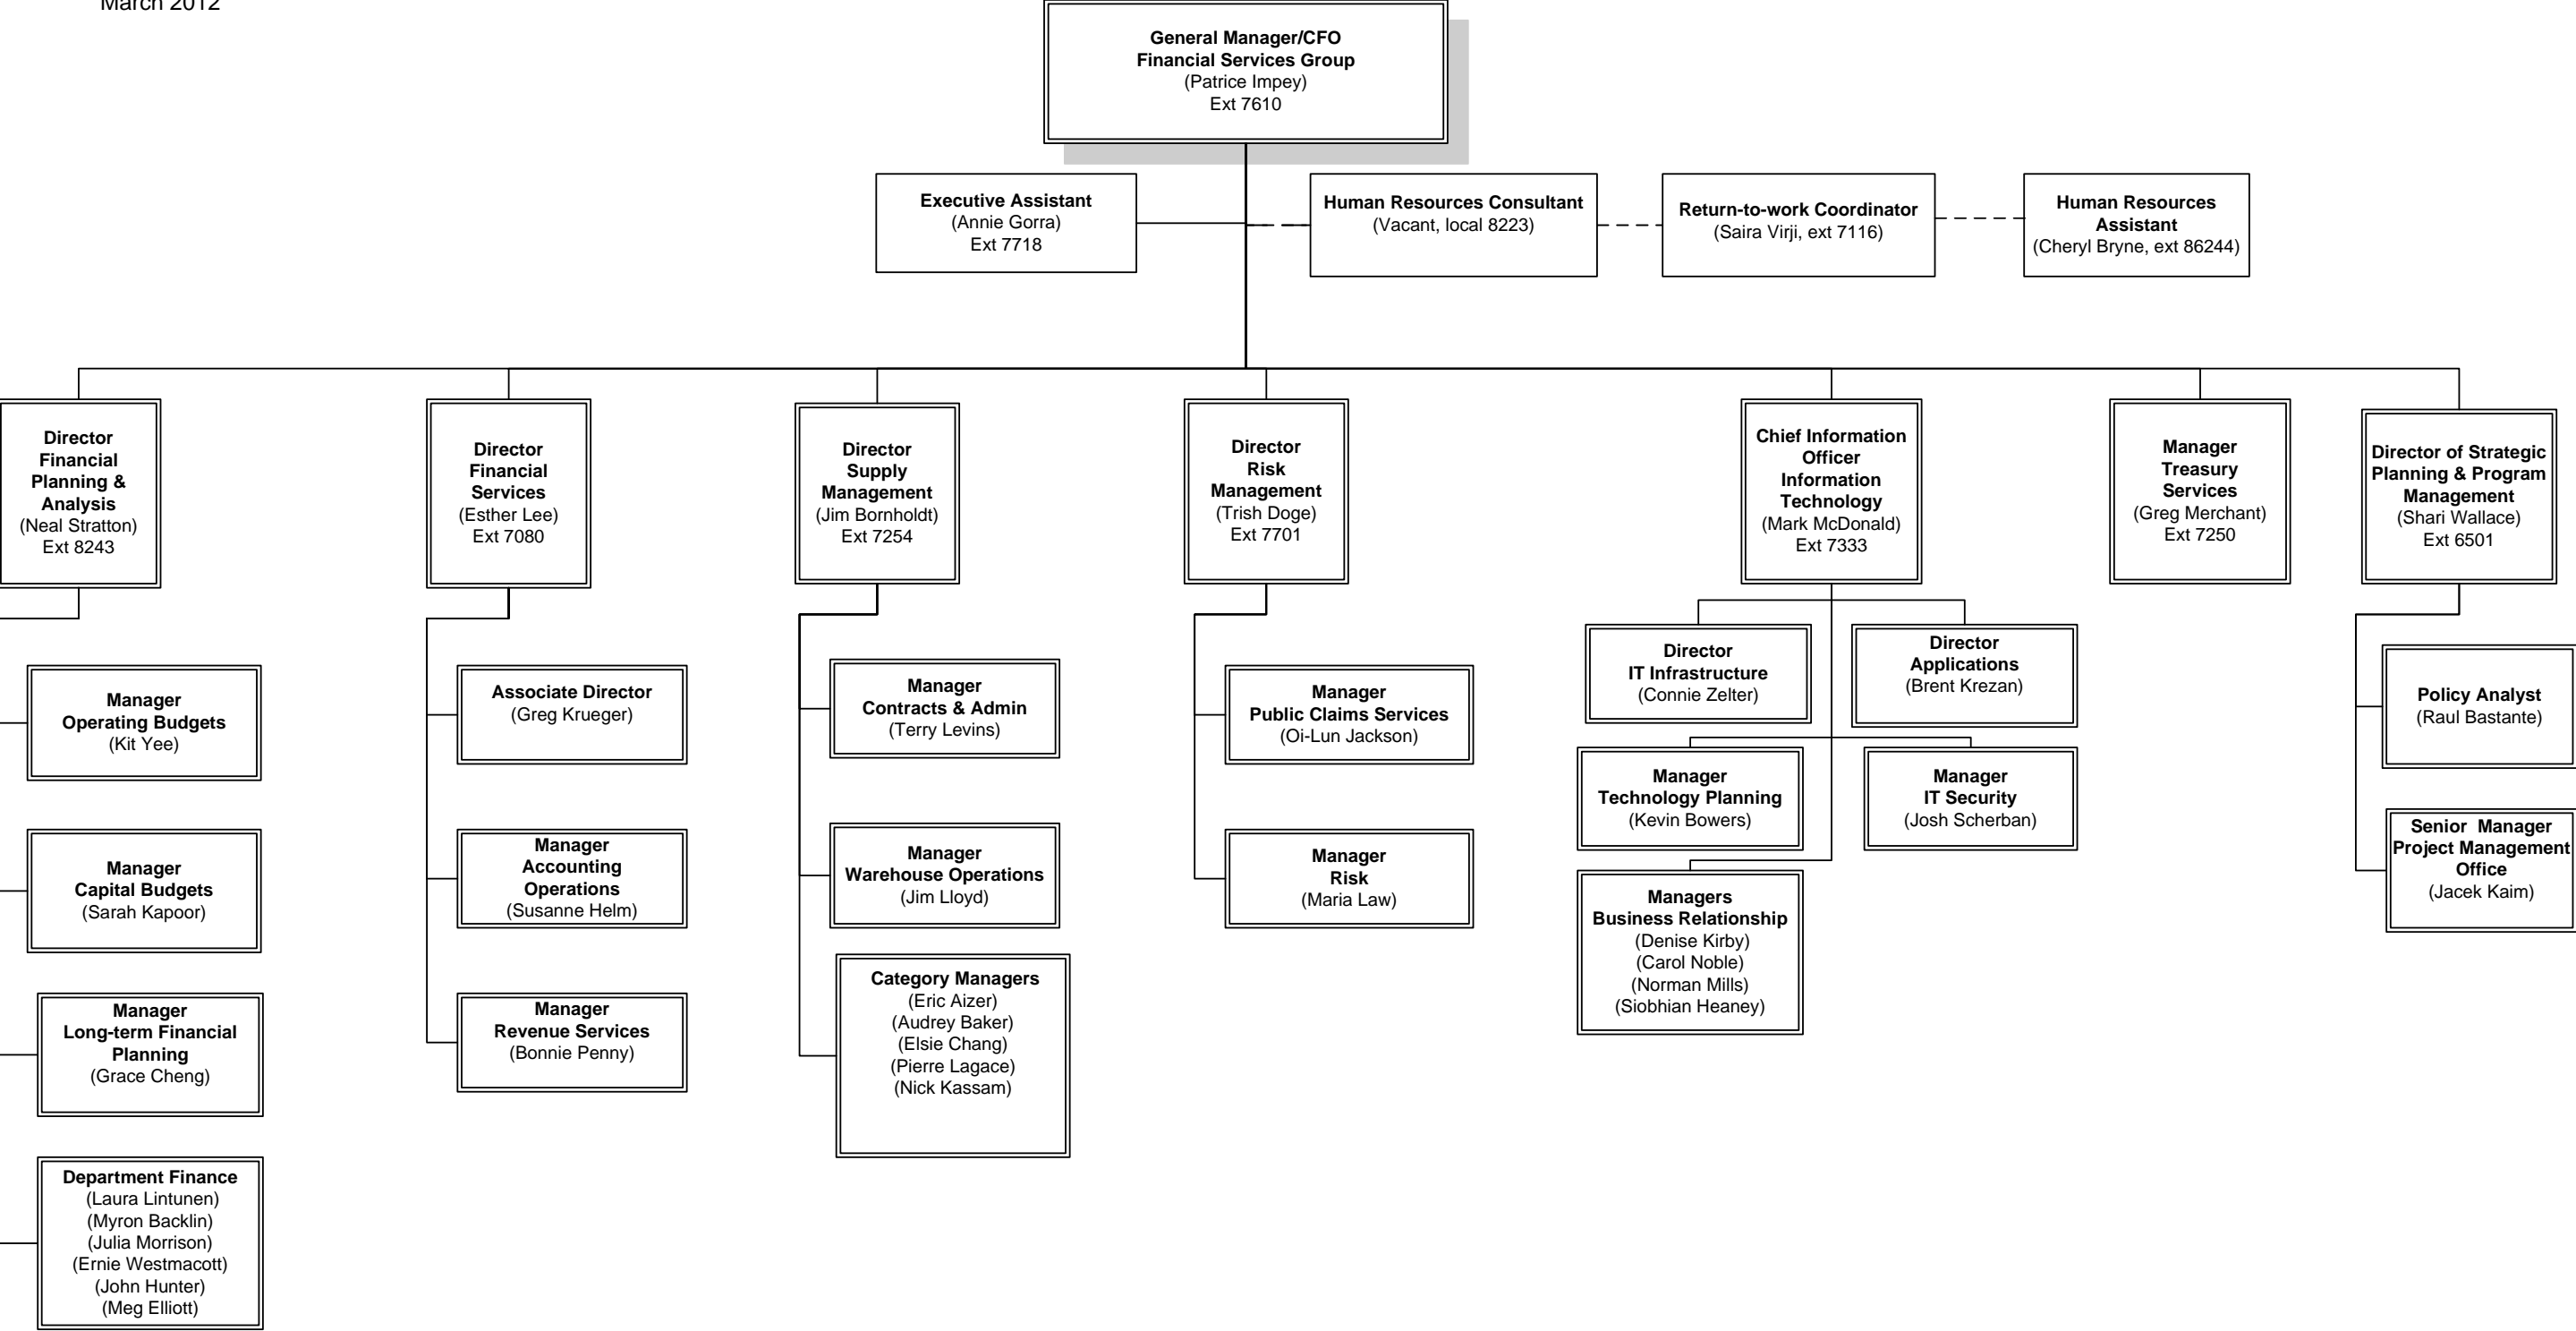 March 2012
General Manager/CFO
Financial Services Group
(Patrice Impey)
Ext 7610
Executive Assistant
(Annie Gorra)
Ext 7718
Human Resources Consultant
(Vacant, local 8223)
Return-to-work Coordinator
(Saira Virji, ext 7116)
Human Resources
Assistant
(Cheryl Bryne, ext 86244)
Director
Financial
Planning &
Analysis
(Neal Stratton)
Ext 8243
Director
Financial
Services
(Esther Lee)
Ext 7080
Director
Supply
Management
(Jim Bornholdt)
Ext 7254
Director
Risk
Management
(Trish Doge)
Ext 7701
Chief Information
Officer
Information
Technology
(Mark McDonald)
Ext 7333
Manager
Treasury
Services
(Greg Merchant)
Ext 7250
Director of Strategic
Planning & Program
Management
(Shari Wallace)
Ext 6501
Manager
Operating Budgets
(Kit Yee)
Manager
Capital Budgets
(Sarah Kapoor)
Manager
Long-term Financial
Planning
(Grace Cheng)
Department Finance
(Laura Lintunen)
(Myron Backlin)
(Julia Morrison)
(Ernie Westmacott)
(John Hunter)
(Meg Elliott)
Associate Director
(Greg Krueger)
Manager
Accounting
Operations
(Susanne Helm)
Manager
Revenue Services
(Bonnie Penny)
Manager
Contracts & Admin
(Terry Levins)
Manager
Warehouse Operations
(Jim Lloyd)
Category Managers
(Eric Aizer)
(Audrey Baker)
(Elsie Chang)
(Pierre Lagace)
(Nick Kassam)
Manager
Public Claims Services
(Oi-Lun Jackson)
Manager
Risk
(Maria Law)
Director
IT Infrastructure
(Connie Zelter)
Director
Applications
(Brent Krezan)
Manager
Technology Planning
(Kevin Bowers)
Manager
IT Security
(Josh Scherban)
Managers
Business Relationship
(Denise Kirby)
(Carol Noble)
(Norman Mills)
(Siobhian Heaney)
Policy Analyst
(Raul Bastante)
Senior  Manager
Project Management
Office
(Jacek Kaim)